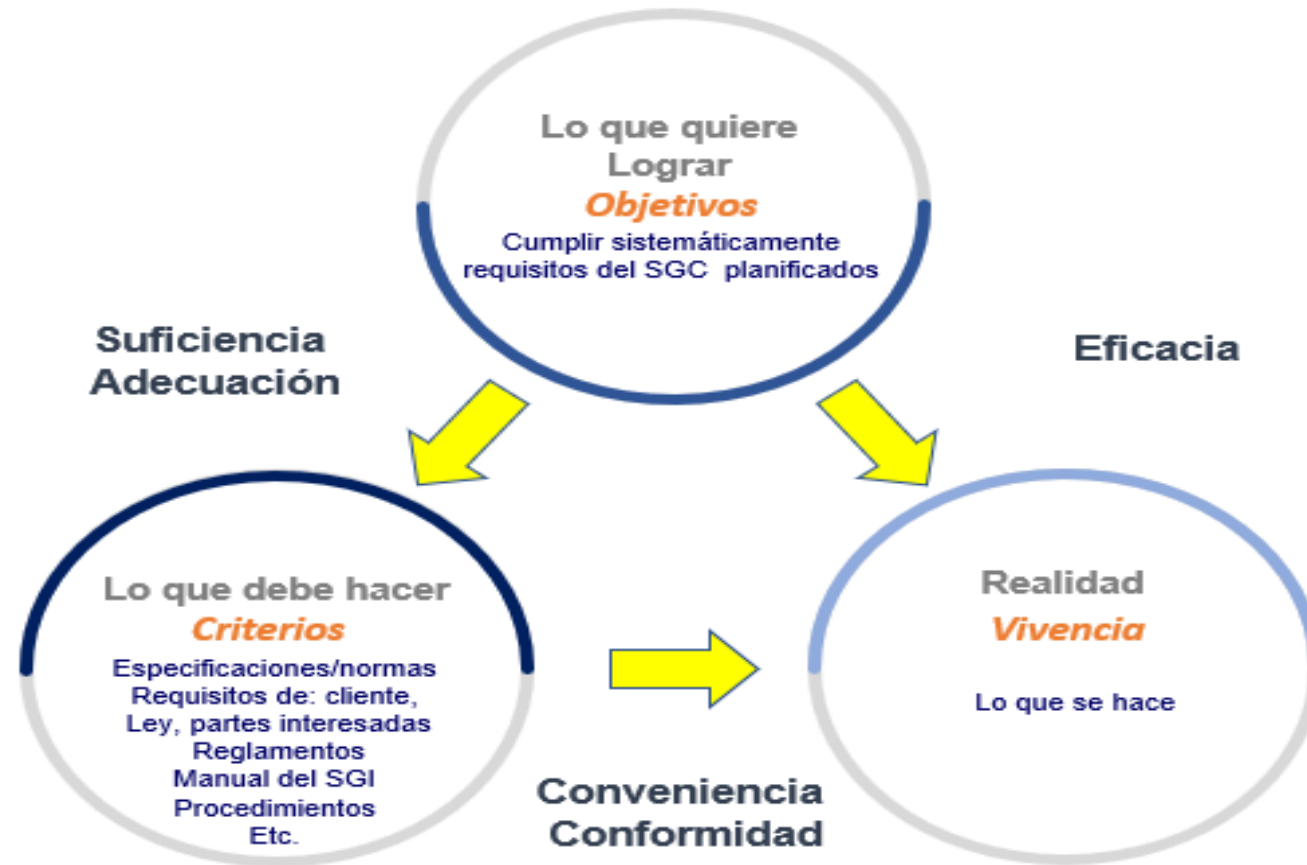 Lo que quiere
Lograr
Objetivos
Cumplir sistemáticamente
requisitos del SGC planificados
Suficiencia
Adecuación
Eficacia
Lo que debe hacer
Criterios
Especificaciones/normas
Requisitos de: cliente,
Ley, partes interesadas
Reglamentos
Manual del SGI
Procedimientos
Etc.
Realidad
Vivencia
Lo que se hace
Conveniencia
Conformidad